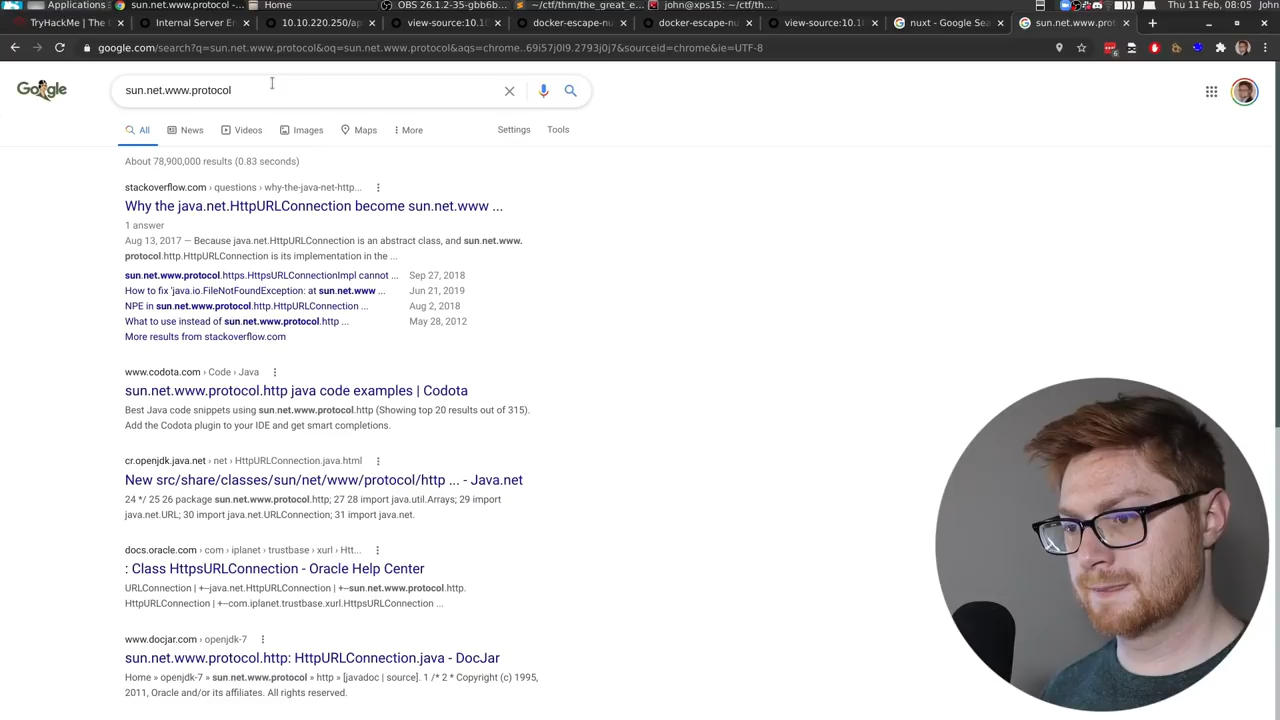 Applications
sun.net.www.protocol -
Home
OBS 26.1.2-35-gbb6b...
~/ctf/thm/the_great_e...
john@xps15: ~/ctf/th...
Thu 11 Feb, 08:05 John
TryHackMe |
Internal Server En
10.10.220.250/ap
view-source:10.1
docker-escape-nu
docker-escape-nu
view-source:10.1
nuxt - Google Sea
sun.net.www.proto
google.com/search?q=sun.net.www.protocol&oq=sun.net.www.protocol&aqs=chrome..69i57j0l9.2793j0j7&sourceid=chrome&ie=UTF-8
sun.net.www.protocol
All News Videos Images Maps More Settings Tools
About 78,900,000 results (0.83 seconds)
stackoverflow.com › questions › why-the-java-net-http...
Why the java.net.HttpURLConnection become sun.net.www ...
1 answer
Aug 13, 2017 — Because java.net.HttpURLConnection is an abstract class, and sun.net.www.
protocol.http.HttpURLConnection is its implementation in the ...
sun.net.www.protocol.https.HttpsURLConnectionImpl cannot ... Sep 27, 2018
How to fix 'java.io.FileNotFoundException: at sun.net.www ... Jun 21, 2019
NPE in sun.net.www.protocol.http.HttpURLConnection ... Aug 2, 2018
What to use instead of sun.net.www.protocol.http ... May 28, 2012
More results from stackoverflow.com
www.codota.com › Code › Java
sun.net.www.protocol.http java code examples | Codota
Best Java code snippets using sun.net.www.protocol.http (Showing top 20 results out of 315).
Add the Codota plugin to your IDE and get smart completions.
cr.openjdk.java.net › net › HttpURLConnection.java.html
New src/share/classes/sun/net/www/protocol/http ... - Java.net
24 */ 25 26 package sun.net.www.protocol.http; 27 28 import java.util.Arrays; 29 import
java.net.URL; 30 import java.net.URLConnection; 31 import java.net.
docs.oracle.com › com › iplanet › trustbase › xurl › Htt...
: Class HttpsURLConnection - Oracle Help Center
URLConnection | +--java.net.HttpURLConnection | +--sun.net.www.protocol.http.
HttpURLConnection | +--com.iplanet.trustbase.xurl.HttpsURLConnection ...
www.docjar.com › openjdk-7
sun.net.www.protocol.http: HttpURLConnection.java - DocJar
Home » openjdk-7 » sun.net.www.protocol » http » [javadoc | source]. 1 /* 2 * Copyright (c) 1995,
2011, Oracle and/or its affiliates. All rights reserved.